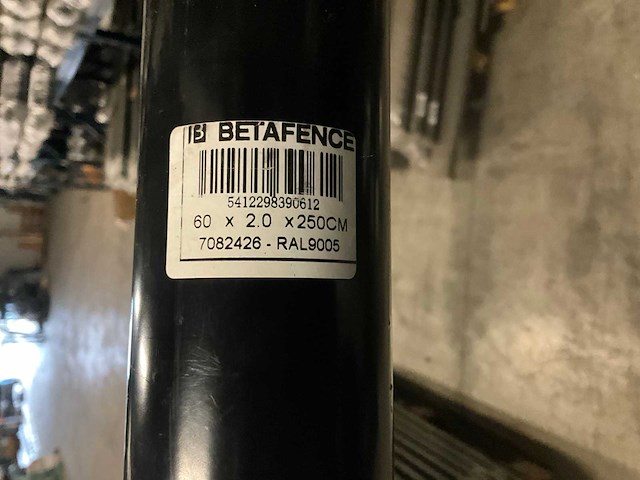 B BETAFENCE
5412298390612
60 x 2.0 x250CM
7082426 - RAL9005